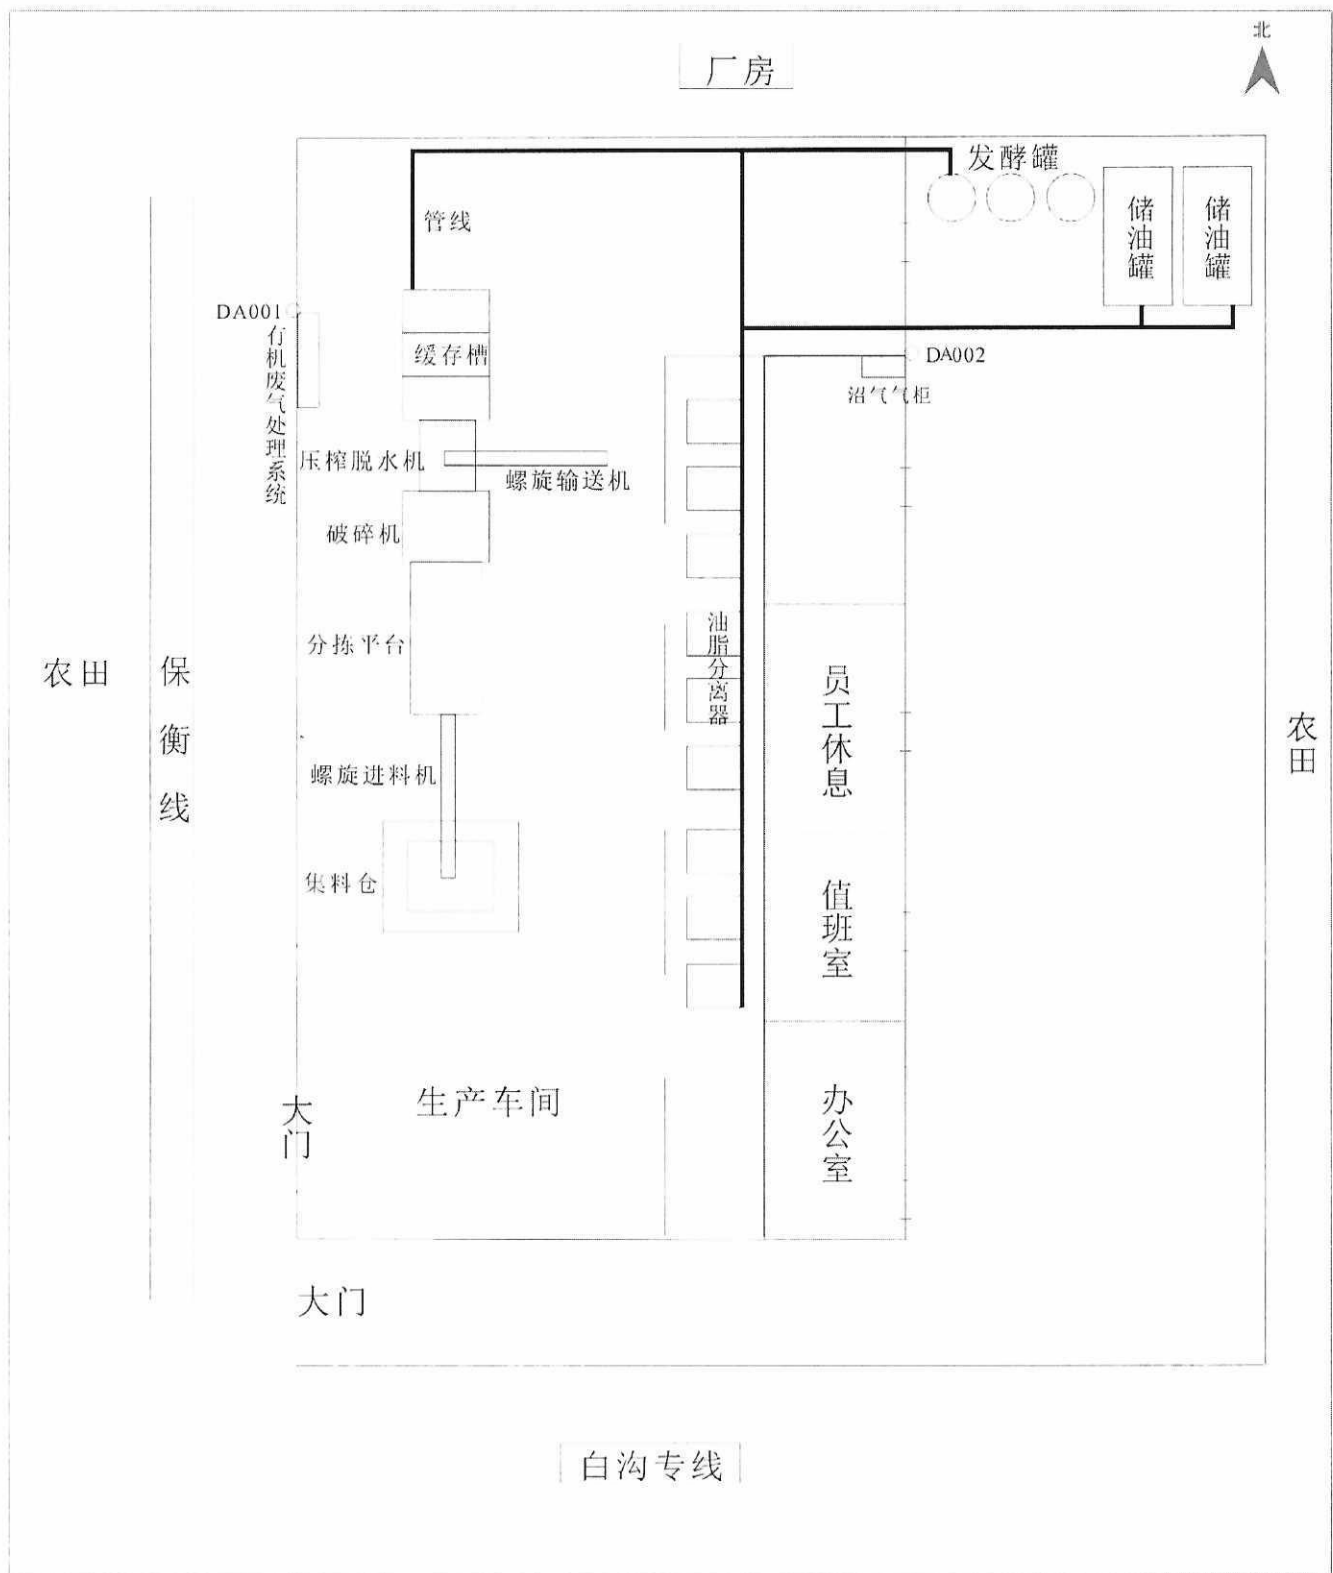 北
厂房
发酵罐
储油罐
储油罐
管线
DA001
有机废气处理系统
缓存槽
DA002
沼气气柜
压榨脱水机
螺旋输送机
破碎机
分拣平台
油脂分离器
农田
保衡线
员工休息
农田
螺旋进料机
集料仓
值班室
生产车间
大门
办公室
大门
白沟专线